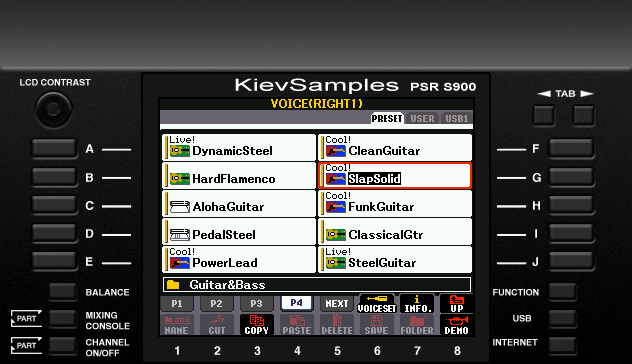 LCD CONTRAST
KievSamples PSR S900
◄ TAB ►
VOICE(RIGHT1)
PRESET USER USB1
Live!
DynamicSteel
Cool!
CleanGuitar
HardFlamenco
Cool!
SlapSolid
AlohaGuitar
Cool!
FunkGuitar
PedalSteel
ClassicalGtr
Cool!
PowerLead
Live!
SteelGuitar
Guitar&Bass
P1 P2 P3 P4 NEXT VOICESET INFO. UP
NAME CUT COPY PASTE DELETE SAVE FOLDER DEMO
1 2 3 4 5 6 7 8
A
B
C
D
E
BALANCE
PART
MIXING
CONSOLE
PART
CHANNEL
ON/OFF
F
G
H
I
J
FUNCTION
USB
INTERNET